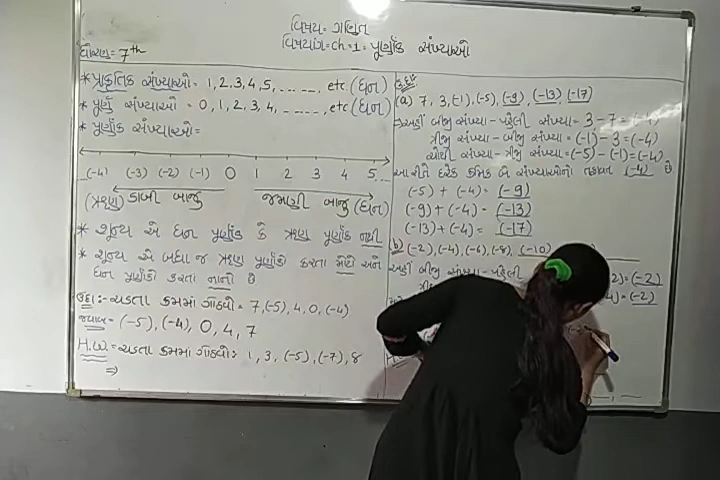 વિષય = ગણિત
વિષયાંગ = ch = 1 = પૂર્ણાંક સંખ્યાઓ
ધોરણ = 7th
* પ્રાકૃતિક સંખ્યાઓ = 1, 2, 3, 4, 5, ......, etc (ધન)
* પૂર્ણ સંખ્યાઓ = 0, 1, 2, 3, 4, ......, etc (ધન)
* પૂર્ણાંક સંખ્યાઓ =
(-4) (-3) (-2) (-1) 0 1 2 3 4 5...
(ઋણ) ડાબી બાજુ જમણી બાજુ (ધન)
* શૂન્ય એ ધન પૂર્ણાંક કે ઋણ પૂર્ણાંક નથી
* શૂન્ય એ બધા જ ઋણ પૂર્ણાંકો કરતા મોટો અને
ધન પૂર્ણાંકો કરતા નાનો છે
ઉદા :- ચડતા ક્રમમાં ગોઠવો = 7, (-5), 4, 0, (-4)
જવાબ = (-5), (-4), 0, 4, 7
H.W. = ચડતા ક્રમમાં ગોઠવો : 1, 3, (-5), (-7), 8
⇒
(a) 7, 3, (-1), (-5), (-9), (-13), (-17)
⇒ અહીં બીજી સંખ્યા - પહેલી સંખ્યા = 3 - 7 = (-4)
ત્રીજી સંખ્યા - બીજી સંખ્યા = (-1) - 3 = (-4)
ચોથી સંખ્યા - ત્રીજી સંખ્યા = (-5) - (-1) = (-4)
આ રીતે દરેક ક્રમિક બે સંખ્યાઓનો તફાવત (-4) છે
(-5) + (-4) = (-9)
(-9) + (-4) = (-13)
(-13) + (-4) = (-17)
(b) (-2), (-4), (-6), (-8), (-10)
અહીં બીજી સંખ્યા - પહેલી 2) = (-2)
4) = (-2)